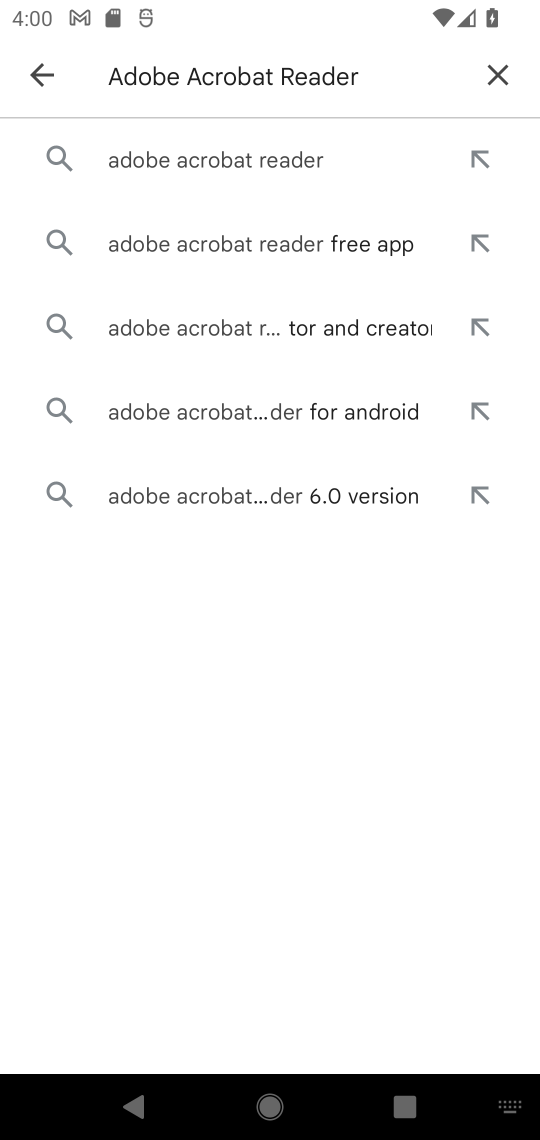 4:00
Adobe Acrobat Reader
adobe acrobat reader
adobe acrobat reader free app
adobe acrobat r... tor and creator
adobe acrobat...der for android
adobe acrobat...der 6.0 version